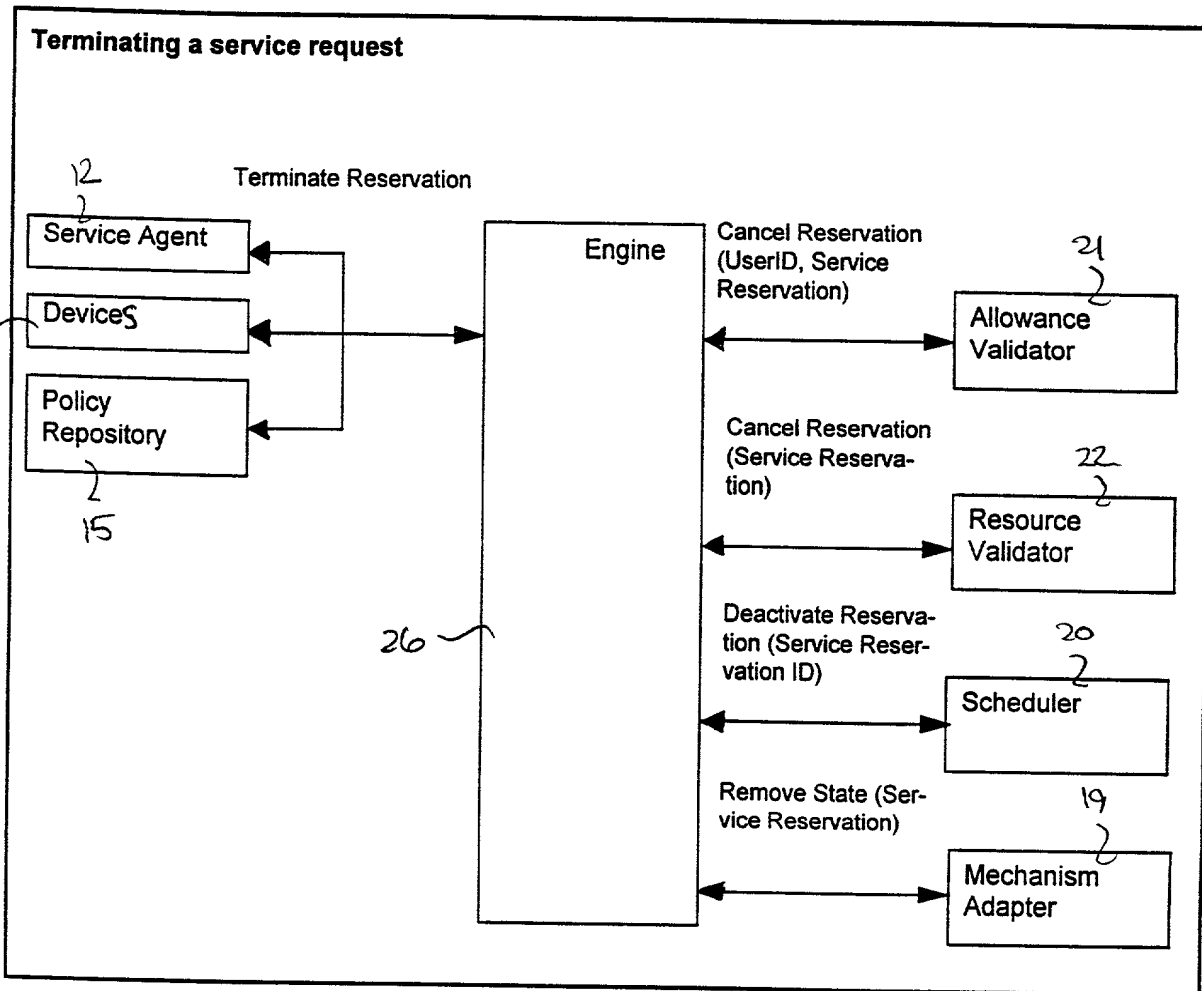 Terminating a service request
12
Terminate Reservation
Service Agent
Devices
Policy
Repository
15
Engine
26
Cancel Reservation
(UserID, Service
Reservation)
21
Allowance
Validator
Cancel Reservation
(Service Reserva-
tion)
22
Resource
Validator
Deactivate Reserva-
tion (Service Reser-
vation ID)
20
Scheduler
Remove State (Ser-
vice Reservation)
19
Mechanism
Adapter